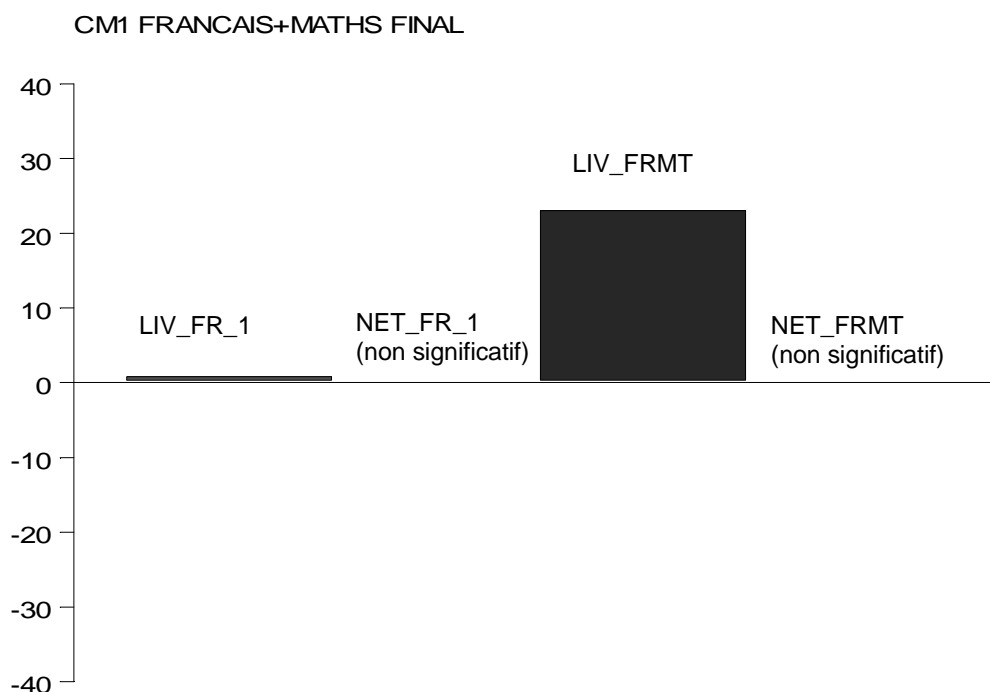 CM1 FRANCAIS+MATHS FINAL
40
30
LIV_FRMT
20
10
LIV_FR_1
NET_FR_1
(non significatif)
NET_FRMT
(non significatif)
0
-10
-20
-30
-40